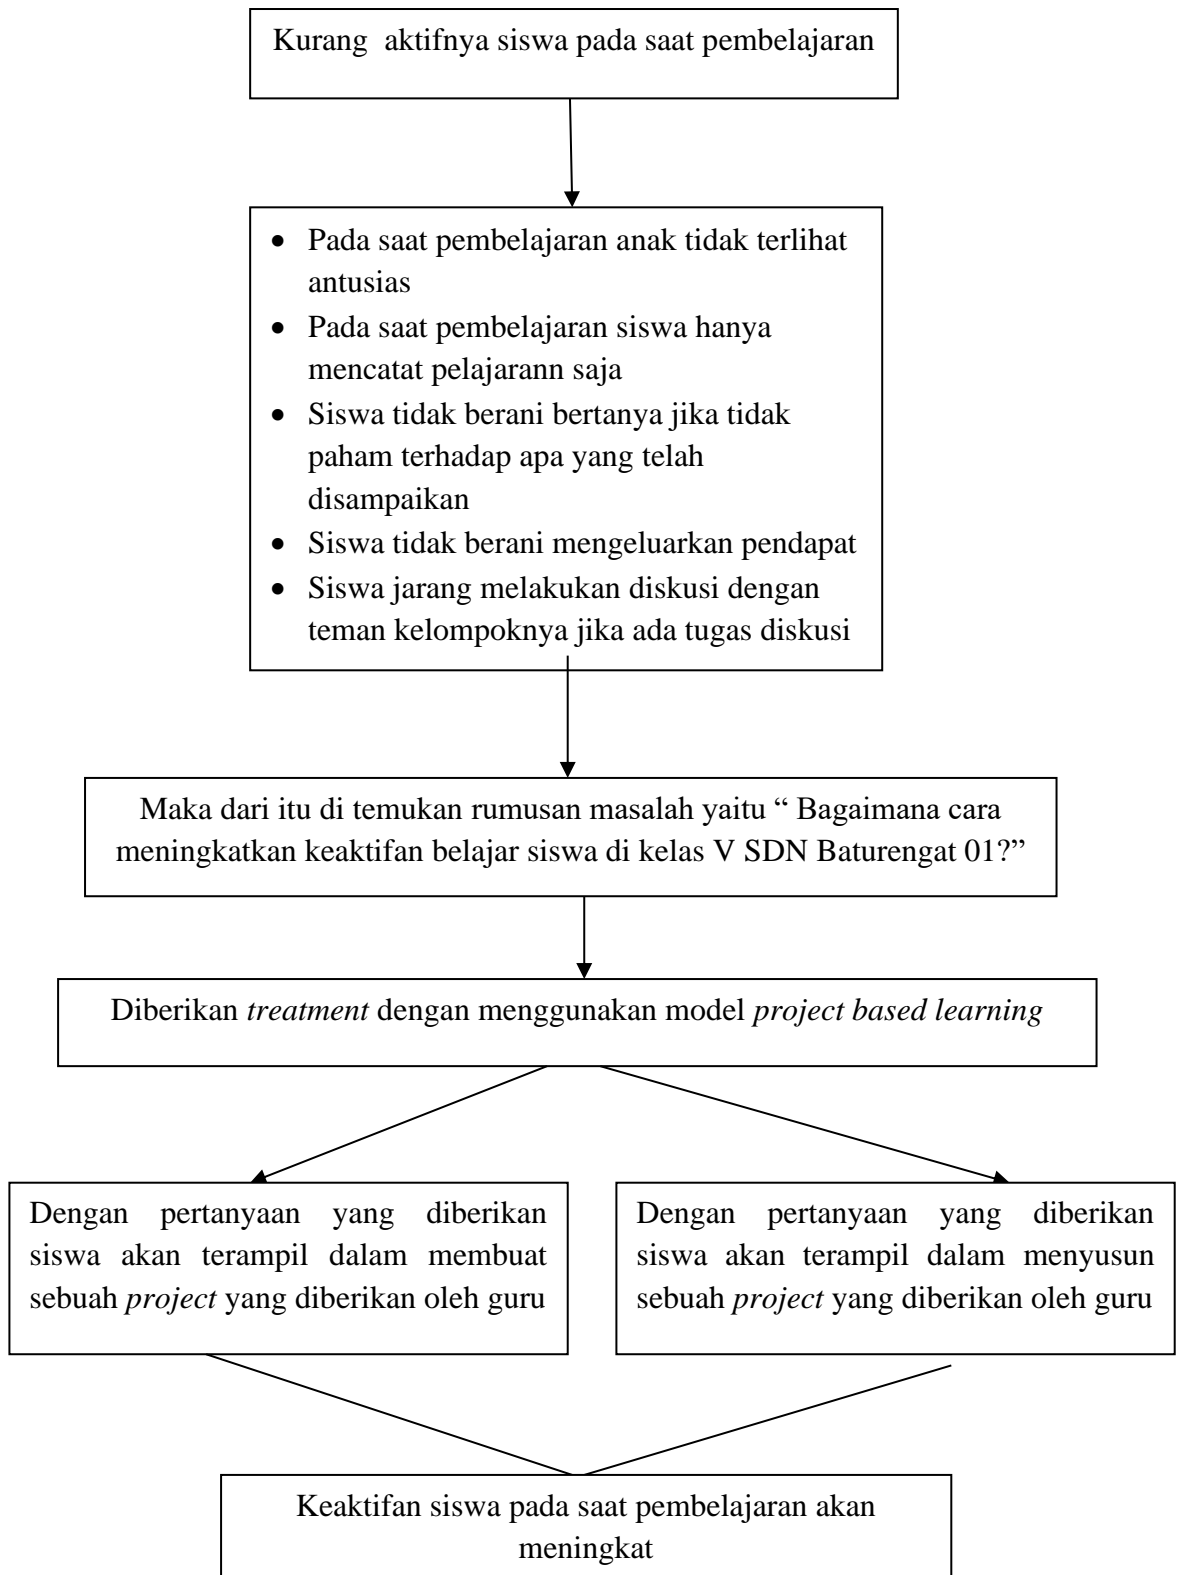 Kurang  aktifnya siswa pada saat pembelajaran
• Pada saat pembelajaran anak tidak terlihat
antusias
• Pada saat pembelajaran siswa hanya
mencatat pelajarann saja
• Siswa tidak berani bertanya jika tidak
paham terhadap apa yang telah
disampaikan
• Siswa tidak berani mengeluarkan pendapat
• Siswa jarang melakukan diskusi dengan
teman kelompoknya jika ada tugas diskusi
Maka dari itu di temukan rumusan masalah yaitu “ Bagaimana cara
meningkatkan keaktifan belajar siswa di kelas V SDN Baturengat 01?”
Diberikan treatment dengan menggunakan model project based learning
Dengan pertanyaan yang diberikan
siswa akan terampil dalam membuat
sebuah project yang diberikan oleh guru
Dengan pertanyaan yang diberikan
siswa akan terampil dalam menyusun
sebuah project yang diberikan oleh guru
Keaktifan siswa pada saat pembelajaran akan
meningkat